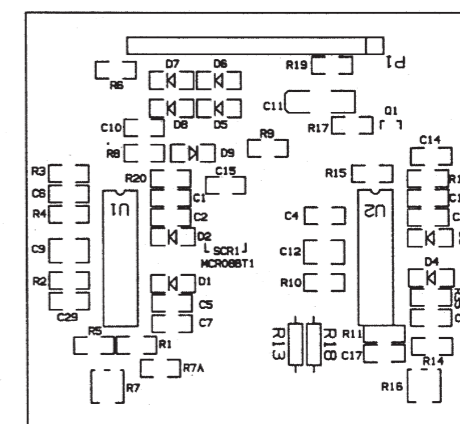 P1
D7 D6
R19
R6
C11
D8 D5
C10
R17
Q1
R9
R8
D9
C14
R3
R20
C15
R15
C6
C1
R4
U1
C2
C4
U2
D2
C9
SCR1
MCR08BT1
C12
D4
R2
D1
R10
C5
C29
C7
R5
R1
R13
R18
R11
C17
R14
R7A
R7
R16